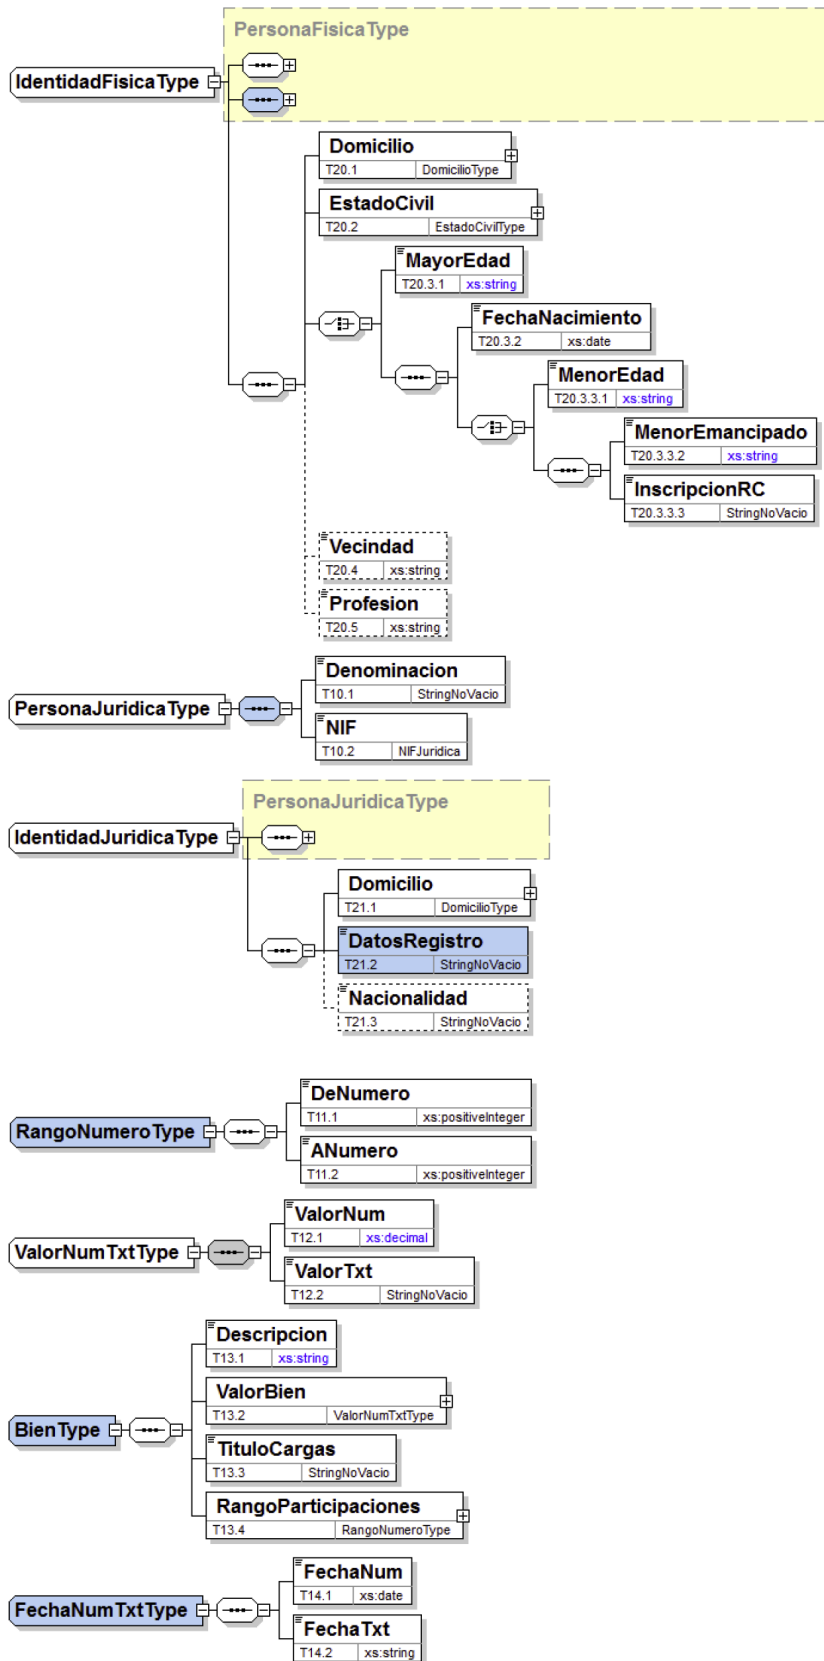 PersonaFisicaType
IdentidadFisicaType
Domicilio
T20.1 DomicilioType
EstadoCivil
T20.2 EstadoCivilType
MayorEdad
T20.3.1 xs:string
FechaNacimiento
T20.3.2 xs:date
MenorEdad
T20.3.3.1 xs:string
MenorEmancipado
T20.3.3.2 xs:string
InscripcionRC
T20.3.3.3 StringNoVacio
Vecindad
T20.4 xs:string
Profesion
T20.5 xs:string
PersonaJuridicaType
Denominacion
T10.1 StringNoVacio
NIF
T10.2 NIFJuridica
PersonaJuridicaType
IdentidadJuridicaType
Domicilio
T21.1 DomicilioType
DatosRegistro
T21.2 StringNoVacio
Nacionalidad
T21.3 StringNoVacio
RangoNumeroType
DeNumero
T11.1 xs:positiveInteger
ANumero
T11.2 xs:positiveInteger
ValorNumTxtType
ValorNum
T12.1 xs:decimal
ValorTxt
T12.2 StringNoVacio
BienType
Descripcion
T13.1 xs:string
ValorBien
T13.2 ValorNumTxtType
TituloCargas
T13.3 StringNoVacio
RangoParticipaciones
T13.4 RangoNumeroType
FechaNumTxtType
FechaNum
T14.1 xs:date
FechaTxt
T14.2 xs:string